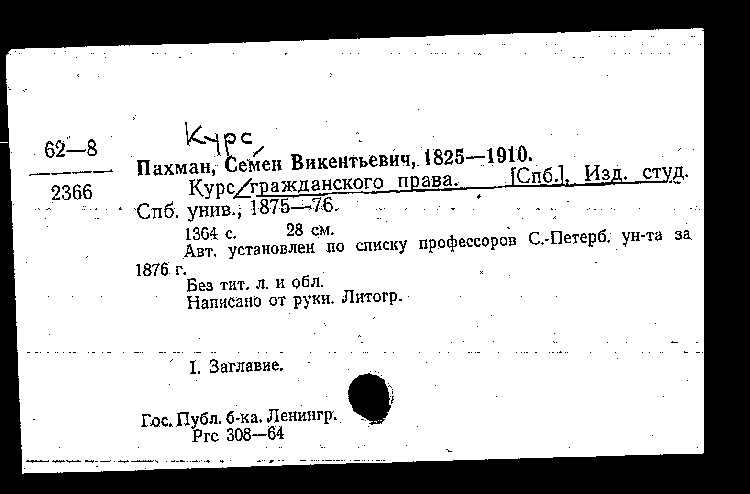 Курс
62—8
2366
Пахман, Семен Викентьевич, 1825—1910.
Курс/гражданского права. [Спб.], Изд. студ.
Спб. унив., 1875—76.
1364 с. 28 см.
Авт. установлен по списку профессоров С.-Петерб. ун-та за
1876 г.
Без тит. л. и обл.
Написано от руки. Литогр.
I. Заглавие.
Гос. Публ. б-ка. Ленингр.
Ргс 308—64